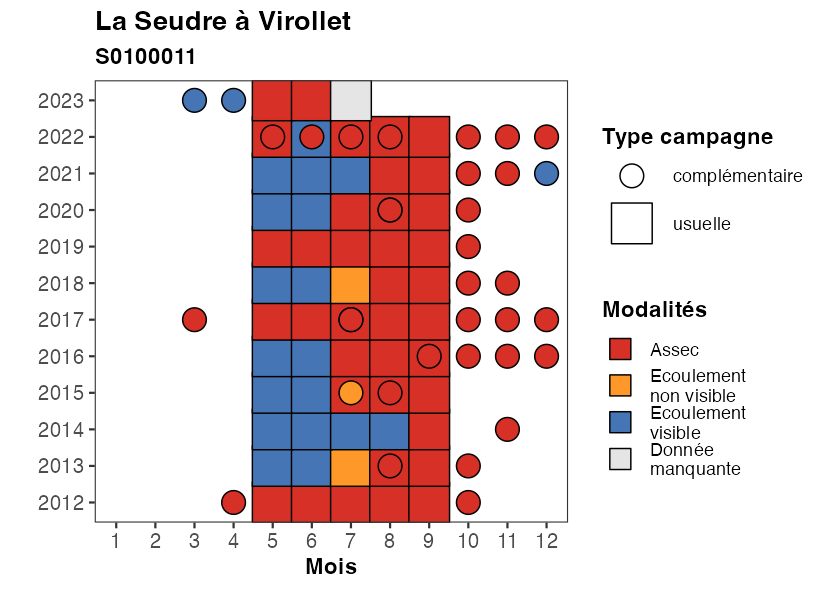 La Seudre à Virollet
S0100011
2023
2022
2021
2020
2019
2018
2017
2016
2015
2014
2013
2012
1 2 3 4 5 6 7 8 9 10 11 12
Mois
Type campagne
complémentaire
usuelle
Modalités
Assec
Ecoulement
non visible
Ecoulement
visible
Donnée
manquante